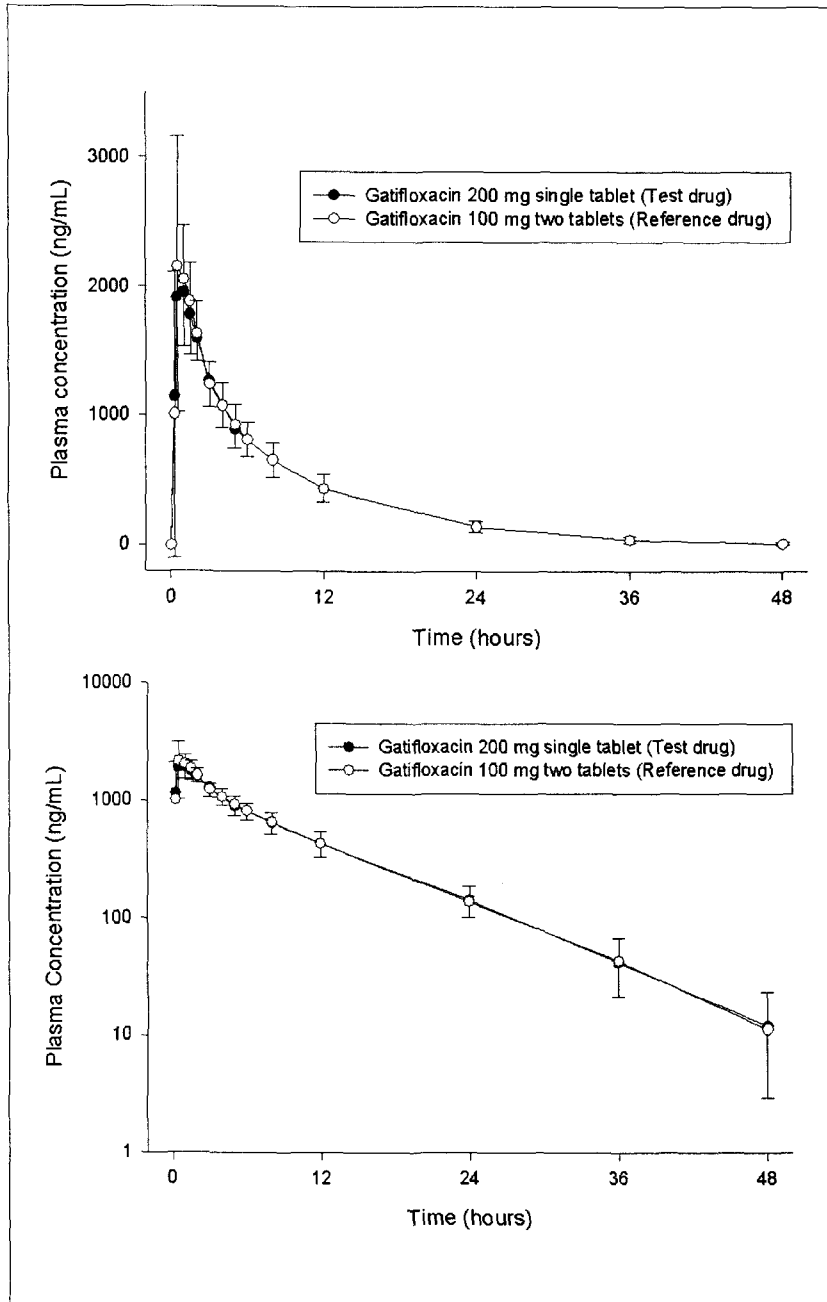 Plasma concentration (ng/mL)
3000
2000
1000
0
Gatifloxacin 200 mg single tablet (Test drug)
Gatifloxacin 100 mg two tablets (Reference drug)
0 12 24 36 48
Time (hours)
Plasma Concentration (ng/mL)
10000
1000
100
10
1
Gatifloxacin 200 mg single tablet (Test drug)
Gatifloxacin 100 mg two tablets (Reference drug)
0 12 24 36 48
Time (hours)